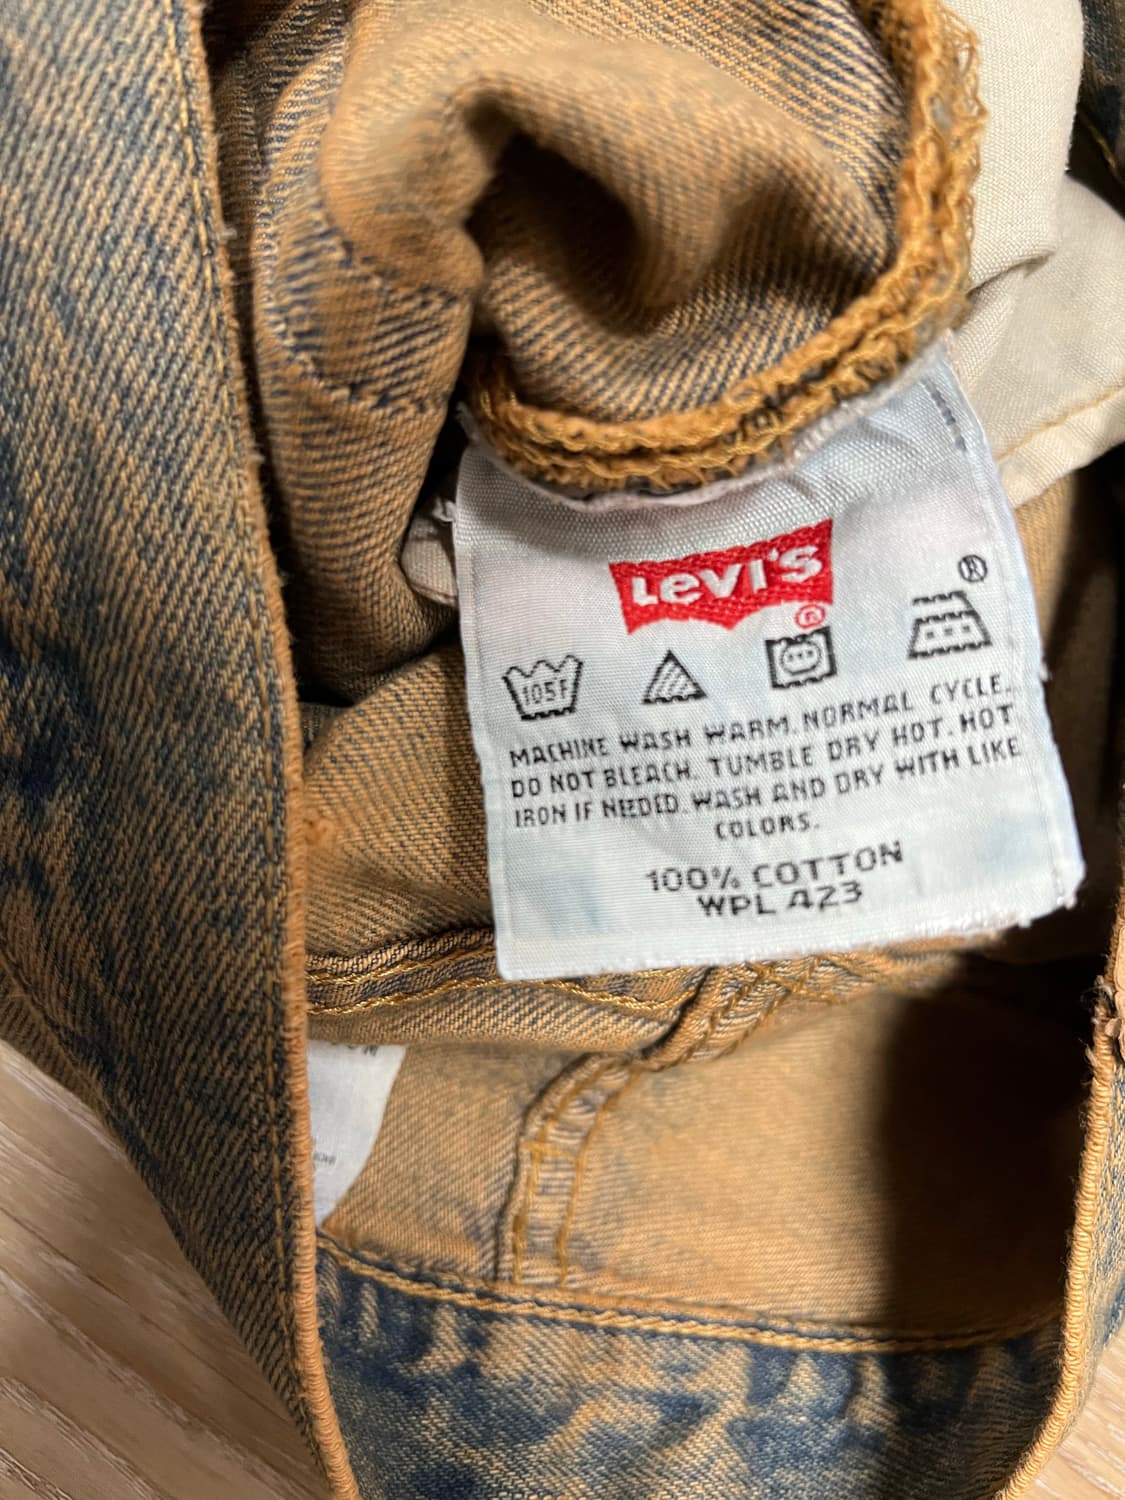 Levi's
®
®
105F
MACHINE WASH WARM. NORMAL CYCLE.
DO NOT BLEACH. TUMBLE DRY HOT. HOT
IRON IF NEEDED. WASH AND DRY WITH LIKE
COLORS.
100% COTTON
WPL 423